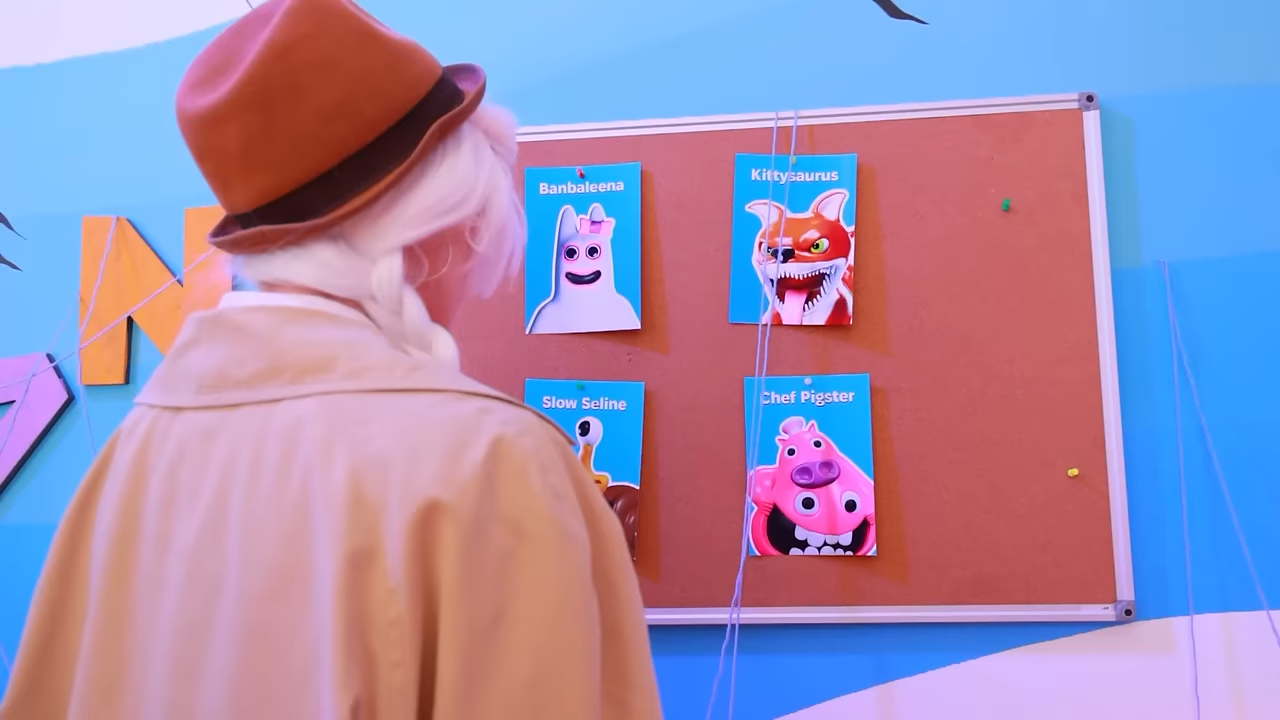 N
Banbaleena
Kittysaurus
Slow Seline
Chef Pigster